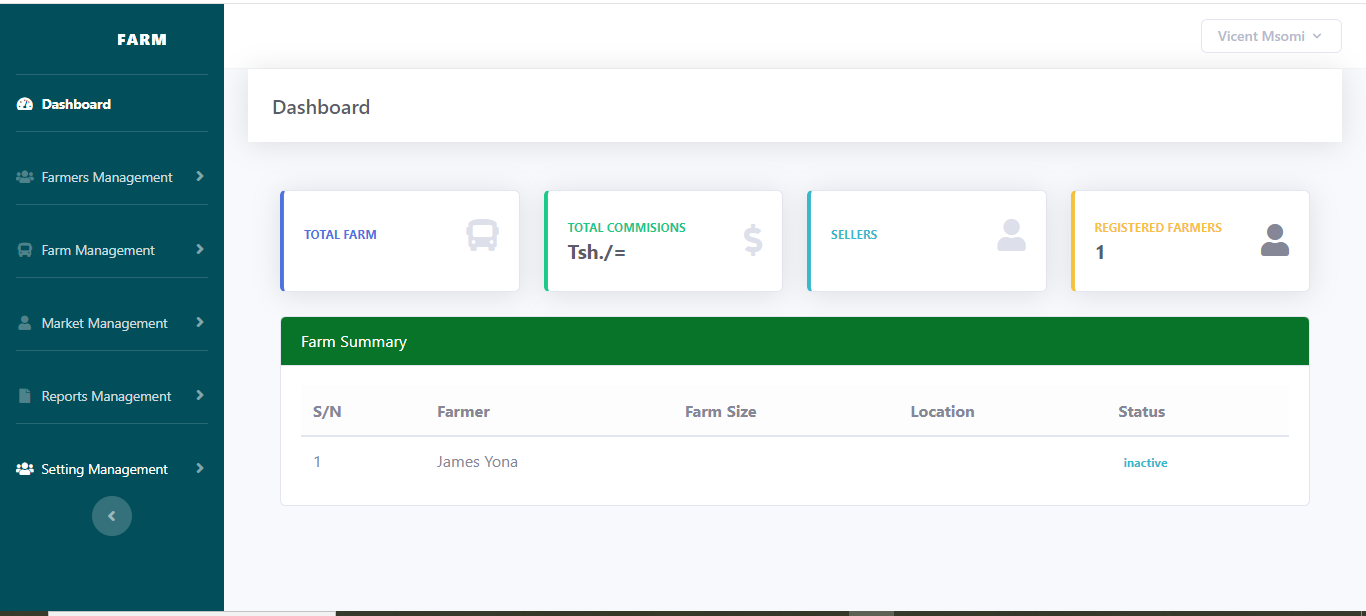 FARM
Vicent Msomi
Dashboard
Farmers Management
Farm Management
Market Management
Reports Management
Setting Management
Dashboard
TOTAL FARM
TOTAL COMMISIONS
Tsh./=
SELLERS
REGISTERED FARMERS
1
Farm Summary
S/N Farmer Farm Size Location Status
1 James Yona inactive